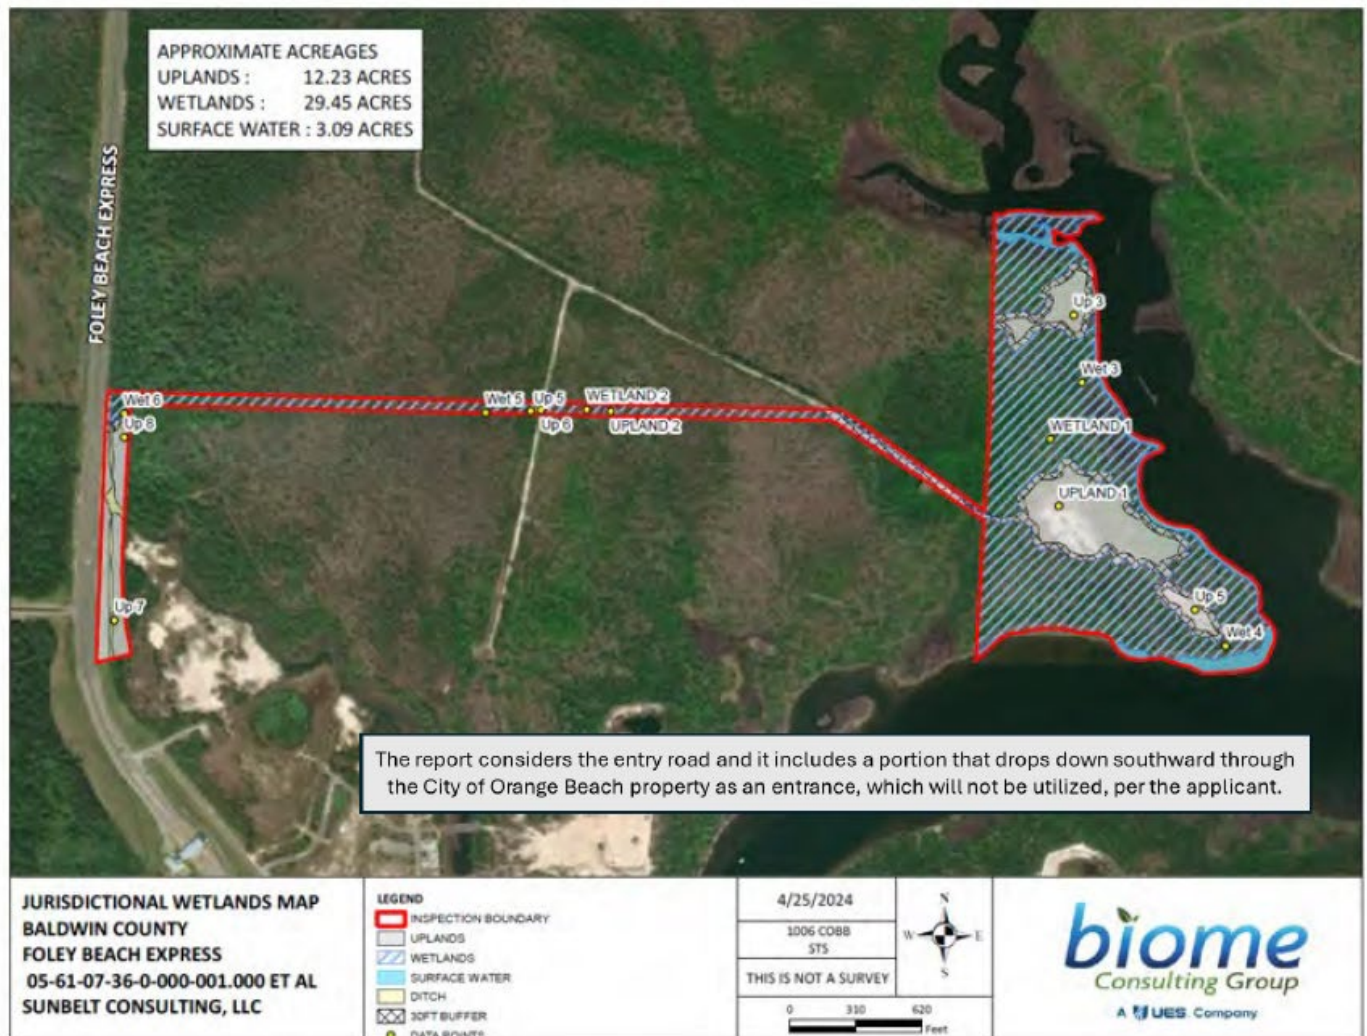 APPROXIMATE ACREAGES
UPLANDS : 12.23 ACRES
WETLANDS : 29.45 ACRES
SURFACE WATER : 3.09 ACRES
FOLEY BEACH EXPRESS
Up 3
Wet 3
Wet 6
Wet 5
Up 5
WETLAND 2
Up 8
Up 6
UPLAND 2
WETLAND 1
UPLAND 1
Up 7
Up 5
Wet 4
The report considers the entry road and it includes a portion that drops down southward through
the City of Orange Beach property as an entrance, which will not be utilized, per the applicant.
JURISDICTIONAL WETLANDS MAP
BALDWIN COUNTY
FOLEY BEACH EXPRESS
05-61-07-36-0-000-001.000 ET AL
SUNBELT CONSULTING, LLC
LEGEND
INSPECTION BOUNDARY
UPLANDS
WETLANDS
SURFACE WATER
DITCH
30FT BUFFER
DATA POINTS
4/25/2024
1006 COBB
STS
THIS IS NOT A SURVEY
0 310 620
Feet
N
W E
S
biome
Consulting Group
A UES Company